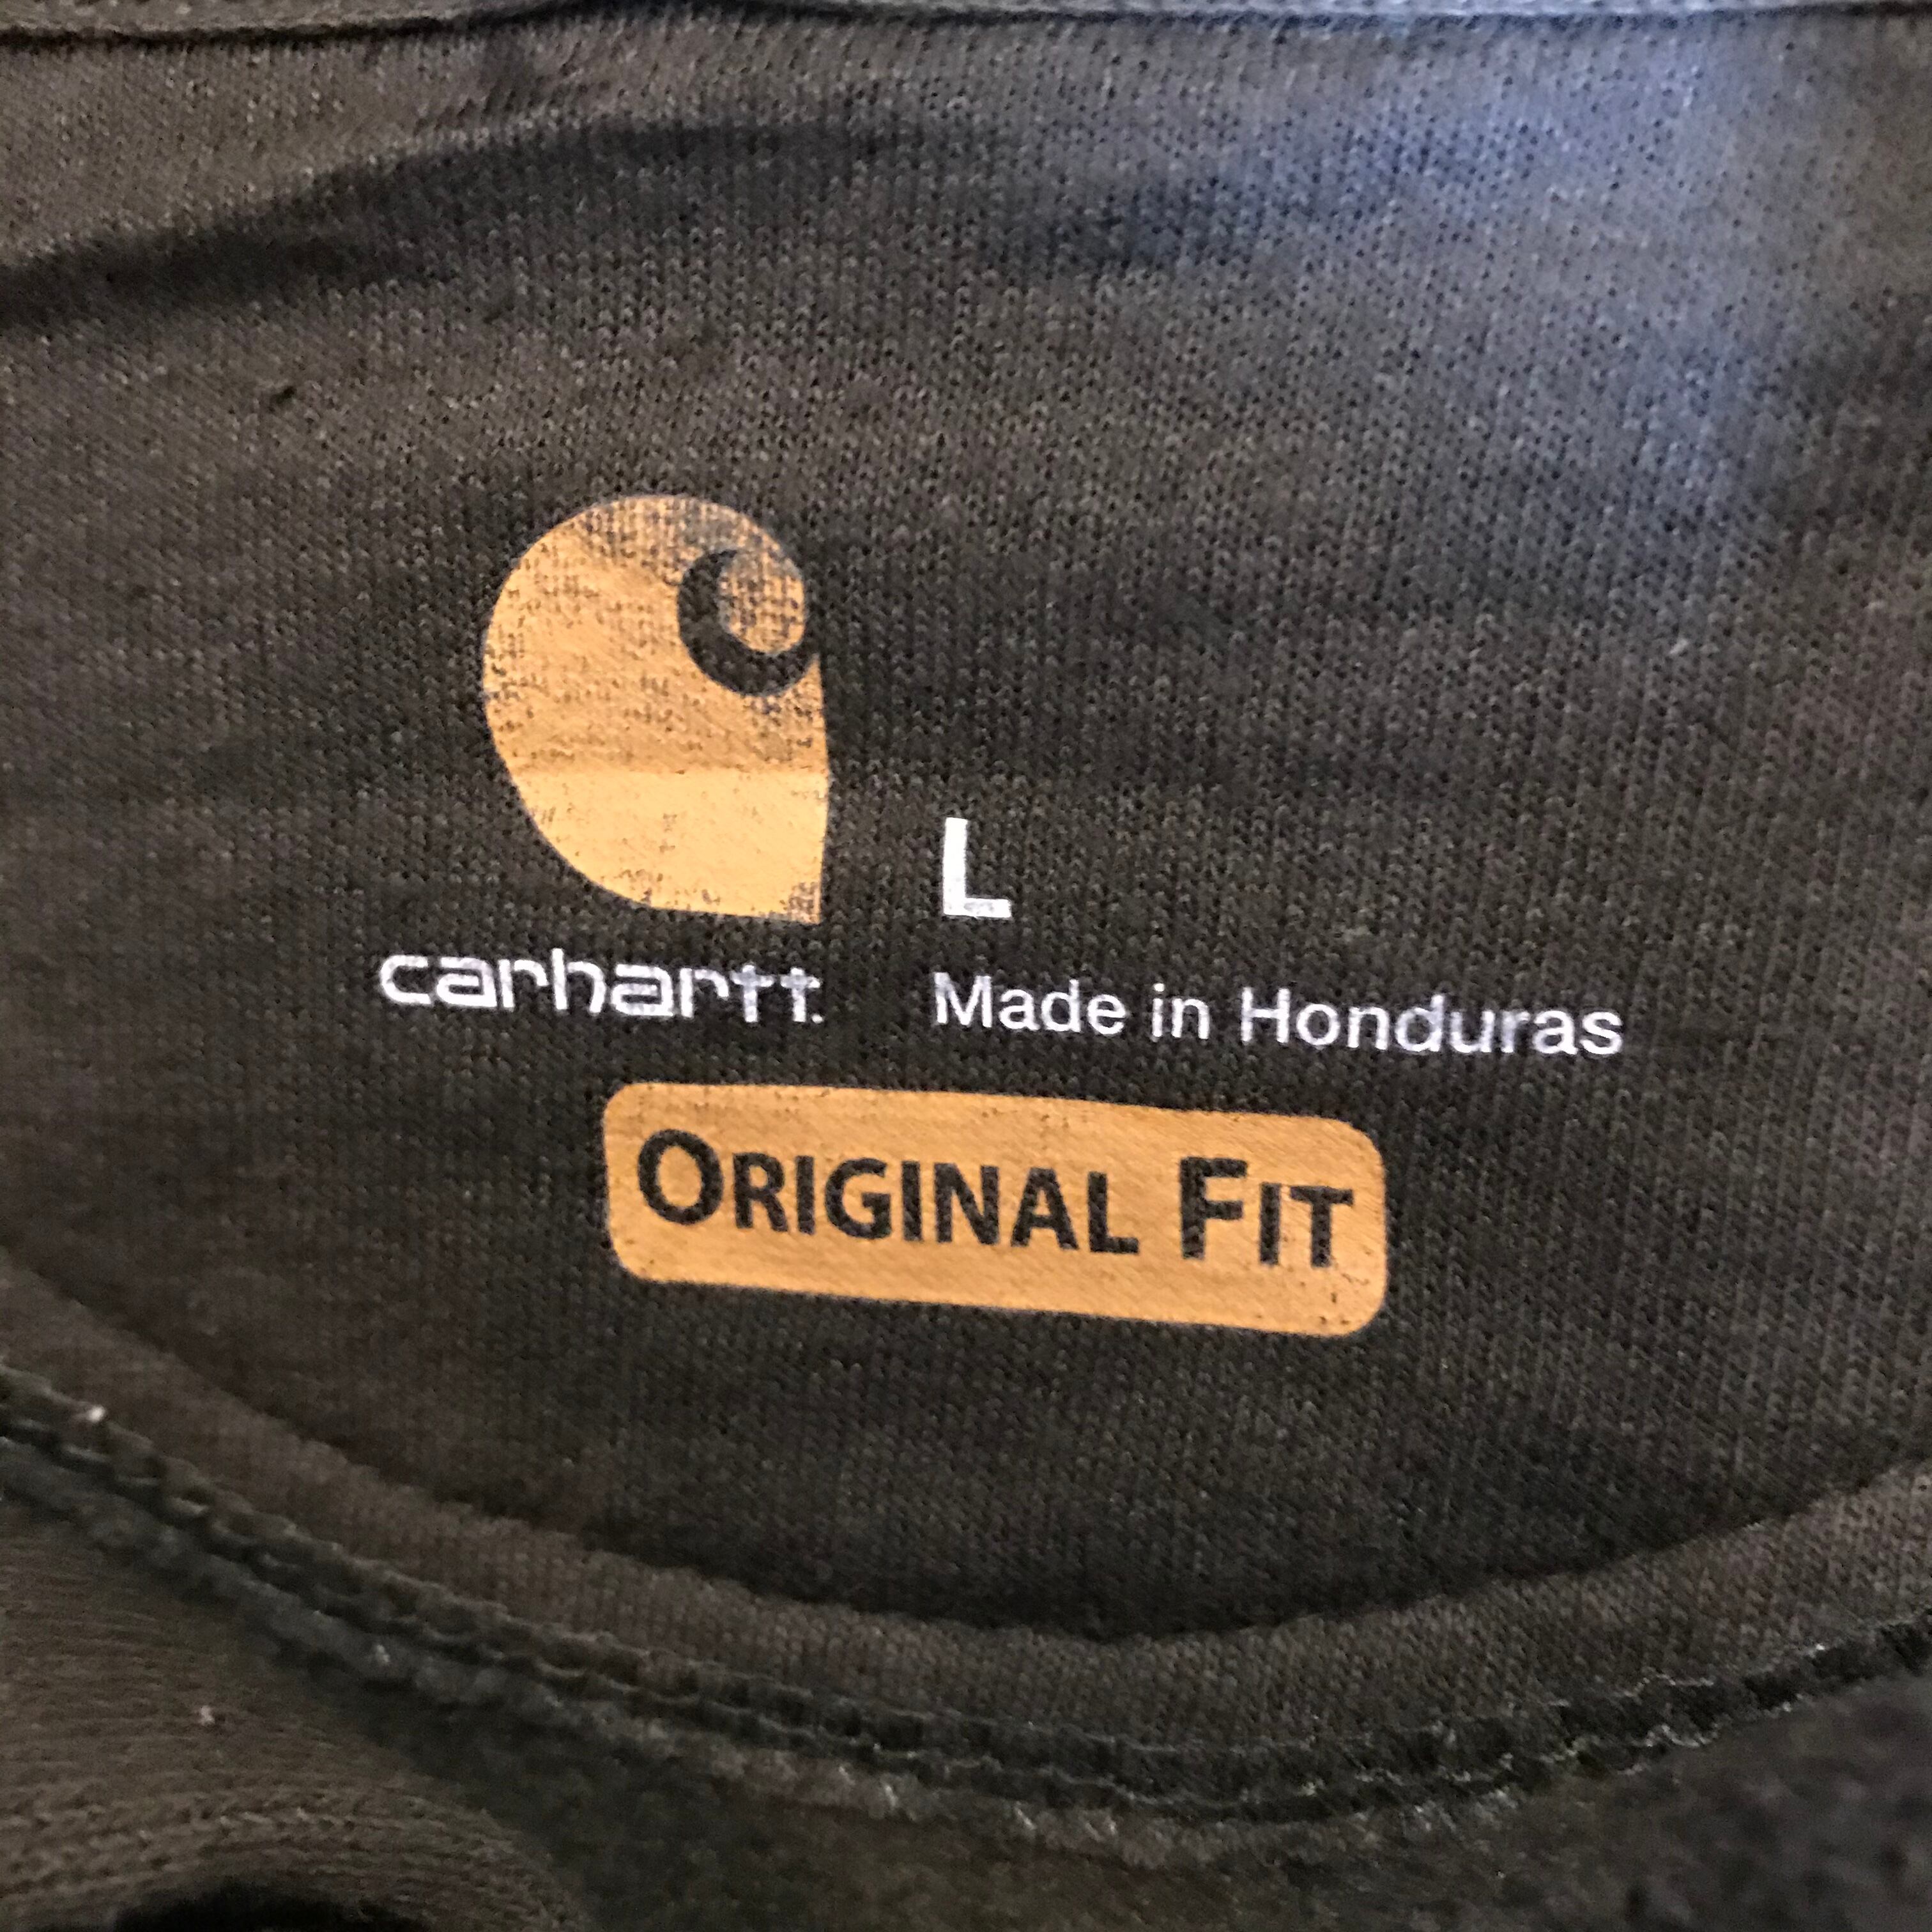 L
carhartt. Made in Honduras
ORIGINAL FIT